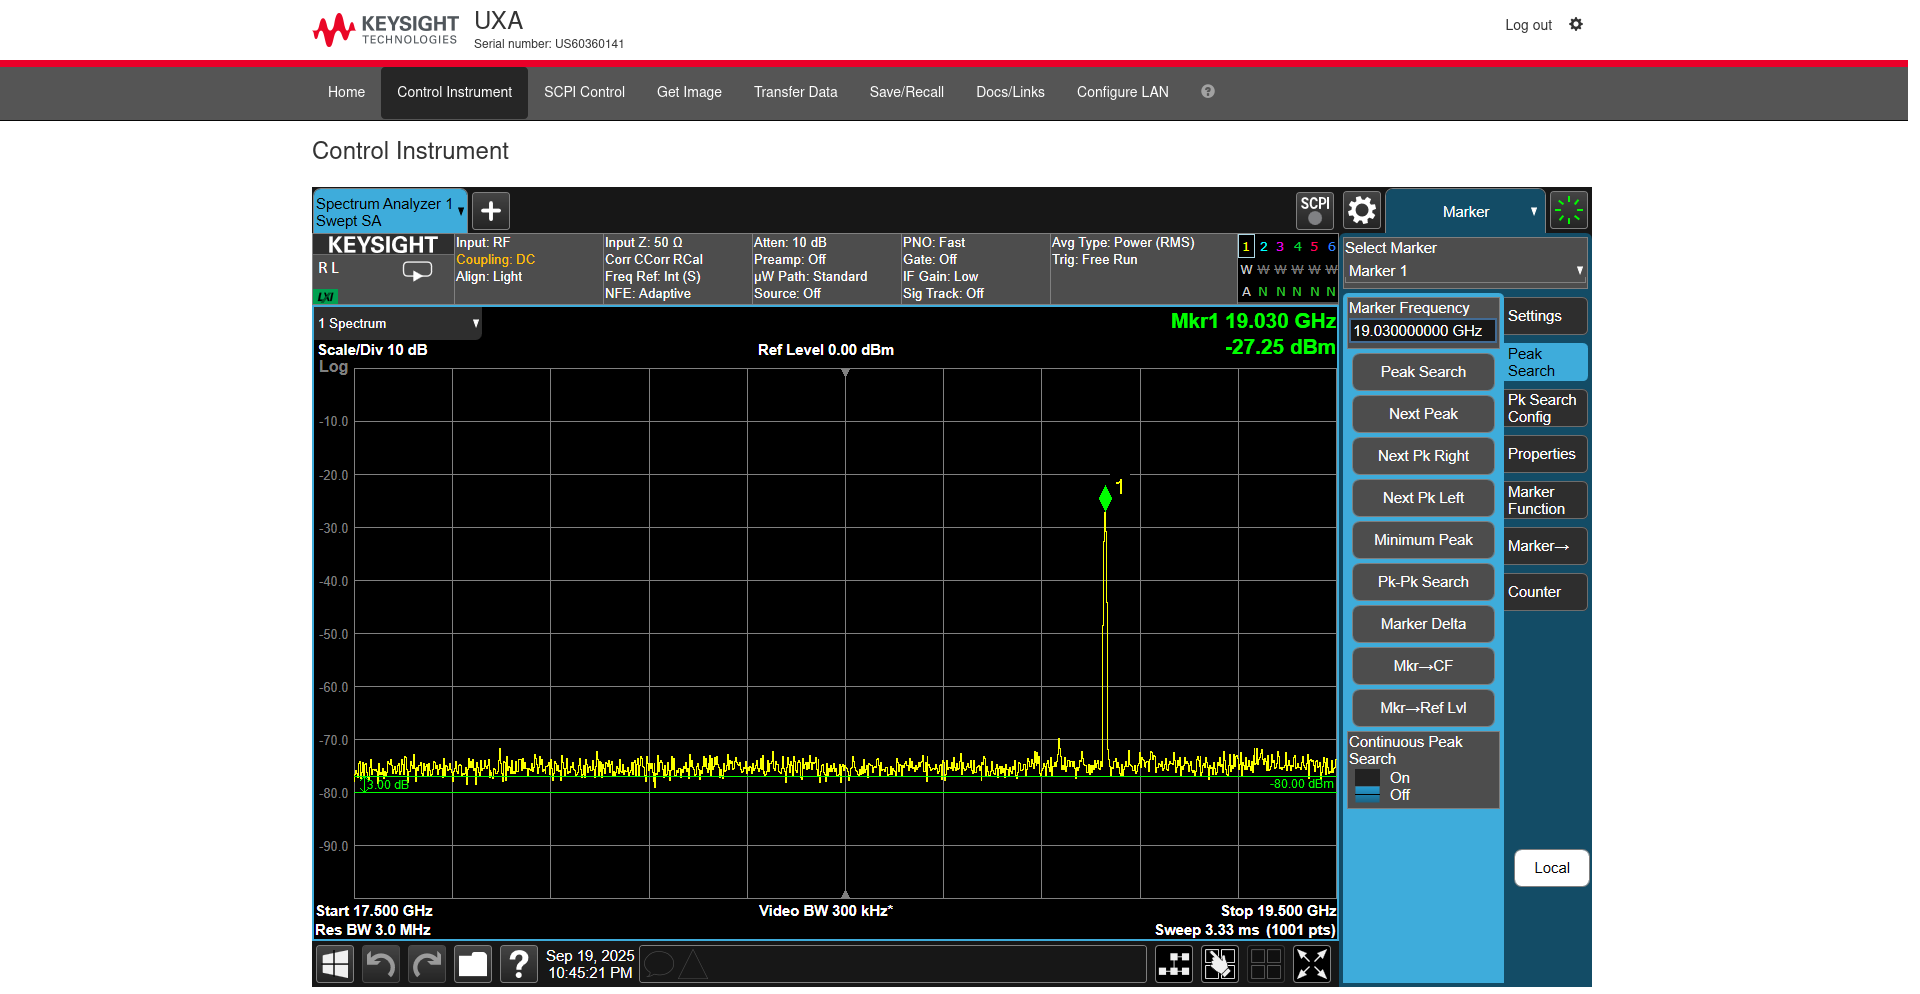 KEYSIGHT
TECHNOLOGIES
UXA
Serial number: US60360141
Log out
Home
Control Instrument
SCPI Control
Get Image
Transfer Data
Save/Recall
Docs/Links
Configure LAN
?
Control Instrument
Spectrum Analyzer 1
Swept SA
SCPI
Marker
KEYSIGHT
R L
LXI
Input: RF
Coupling: DC
Align: Light
Input Z: 50 Ω
Corr CCorr RCal
Freq Ref: Int (S)
NFE: Adaptive
Atten: 10 dB
Preamp: Off
µW Path: Standard
Source: Off
PNO: Fast
Gate: Off
IF Gain: Low
Sig Track: Off
Avg Type: Power (RMS)
Trig: Free Run
1 2 3 4 5 6
W W W W W W
A N N N N N
Select Marker
Marker 1
1 Spectrum
Scale/Div 10 dB
Log
Ref Level 0.00 dBm
Mkr1 19.030 GHz
-27.25 dBm
1
-10.0
-20.0
-30.0
-40.0
-50.0
-60.0
-70.0
-80.0
-90.0
3.00 dB
-80.00 dBm
Start 17.500 GHz
Res BW 3.0 MHz
Video BW 300 kHz*
Stop 19.500 GHz
Sweep 3.33 ms (1001 pts)
Marker Frequency
19.030000000 GHz
Peak Search
Next Peak
Next Pk Right
Next Pk Left
Minimum Peak
Pk-Pk Search
Marker Delta
Mkr→CF
Mkr→Ref Lvl
Continuous Peak
Search
On
Off
Settings
Peak
Search
Pk Search
Config
Properties
Marker
Function
Marker→
Counter
Local
?
Sep 19, 2025
10:45:21 PM